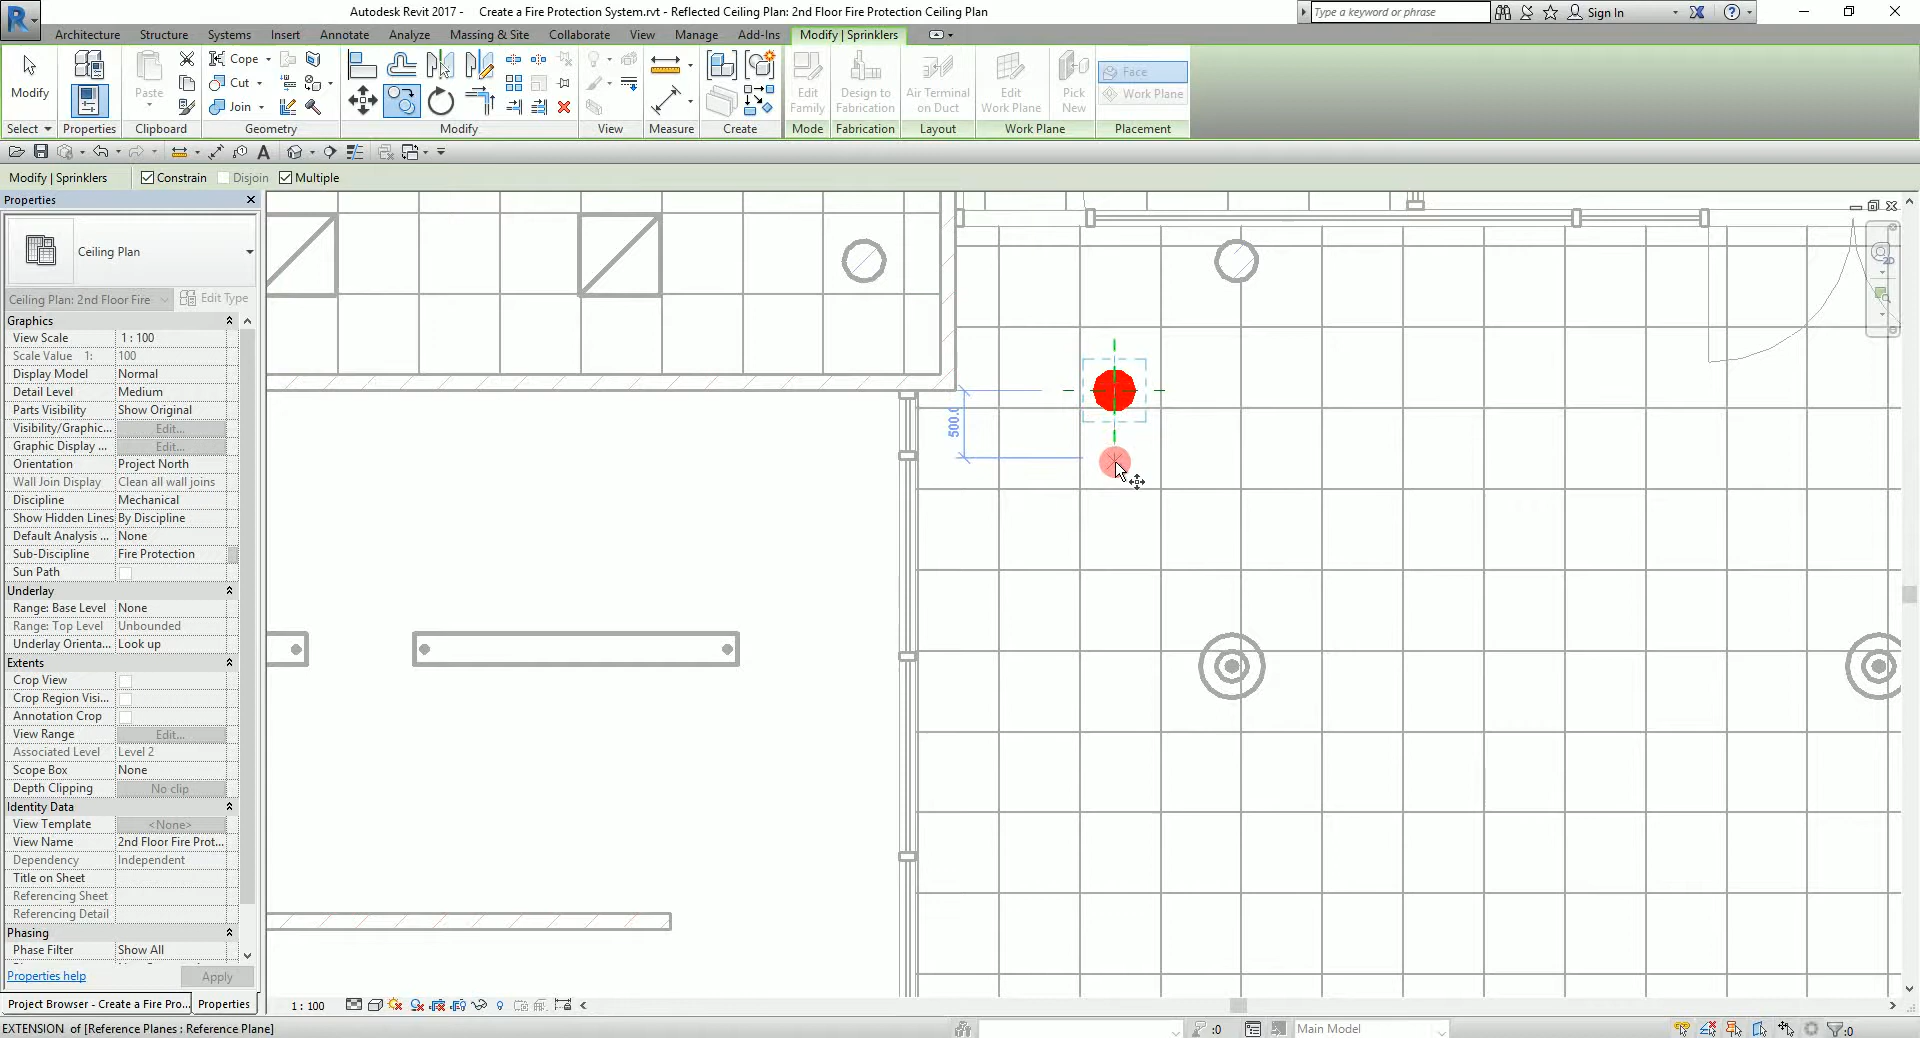 Autodesk Revit 2017 - Create a Fire Protection System.rvt - Reflected Ceiling Plan: 2nd Floor Fire Protection Ceiling Plan
Type a keyword or phrase
Sign In
Architecture Structure Systems Insert Annotate Analyze Massing & Site Collaborate View Manage Add-Ins Modify | Sprinklers
Modify
Paste
Cope
Cut
Join
Edit Family
Design to Fabrication
Air Terminal on Duct
Edit Work Plane
Pick New
Face
Work Plane
Select Properties Clipboard Geometry Modify View Measure Create Mode Fabrication Layout Work Plane Placement
Modify | Sprinklers Constrain Disjoin Multiple
Properties
Ceiling Plan
Ceiling Plan: 2nd Floor Fire Edit Type
Graphics
View Scale 1 : 100
Scale Value 1: 100
Display Model Normal
Detail Level Medium
Parts Visibility Show Original
Visibility/Graphic... Edit...
Graphic Display ... Edit...
Orientation Project North
Wall Join Display Clean all wall joins
Discipline Mechanical
Show Hidden Lines By Discipline
Default Analysis ... None
Sub-Discipline Fire Protection
Sun Path
Underlay
Range: Base Level None
Range: Top Level Unbounded
Underlay Orienta... Look up
Extents
Crop View
Crop Region Visi...
Annotation Crop
View Range Edit...
Associated Level Level 2
Scope Box None
Depth Clipping No clip
Identity Data
View Template <None>
View Name 2nd Floor Fire Prot...
Dependency Independent
Title on Sheet
Referencing Sheet
Referencing Detail
Phasing
Phase Filter Show All
Properties help Apply
Project Browser - Create a Fire Pro... Properties
500.0
2D
1 : 100
EXTENSION of [Reference Planes : Reference Plane]
:0
Main Model
:0